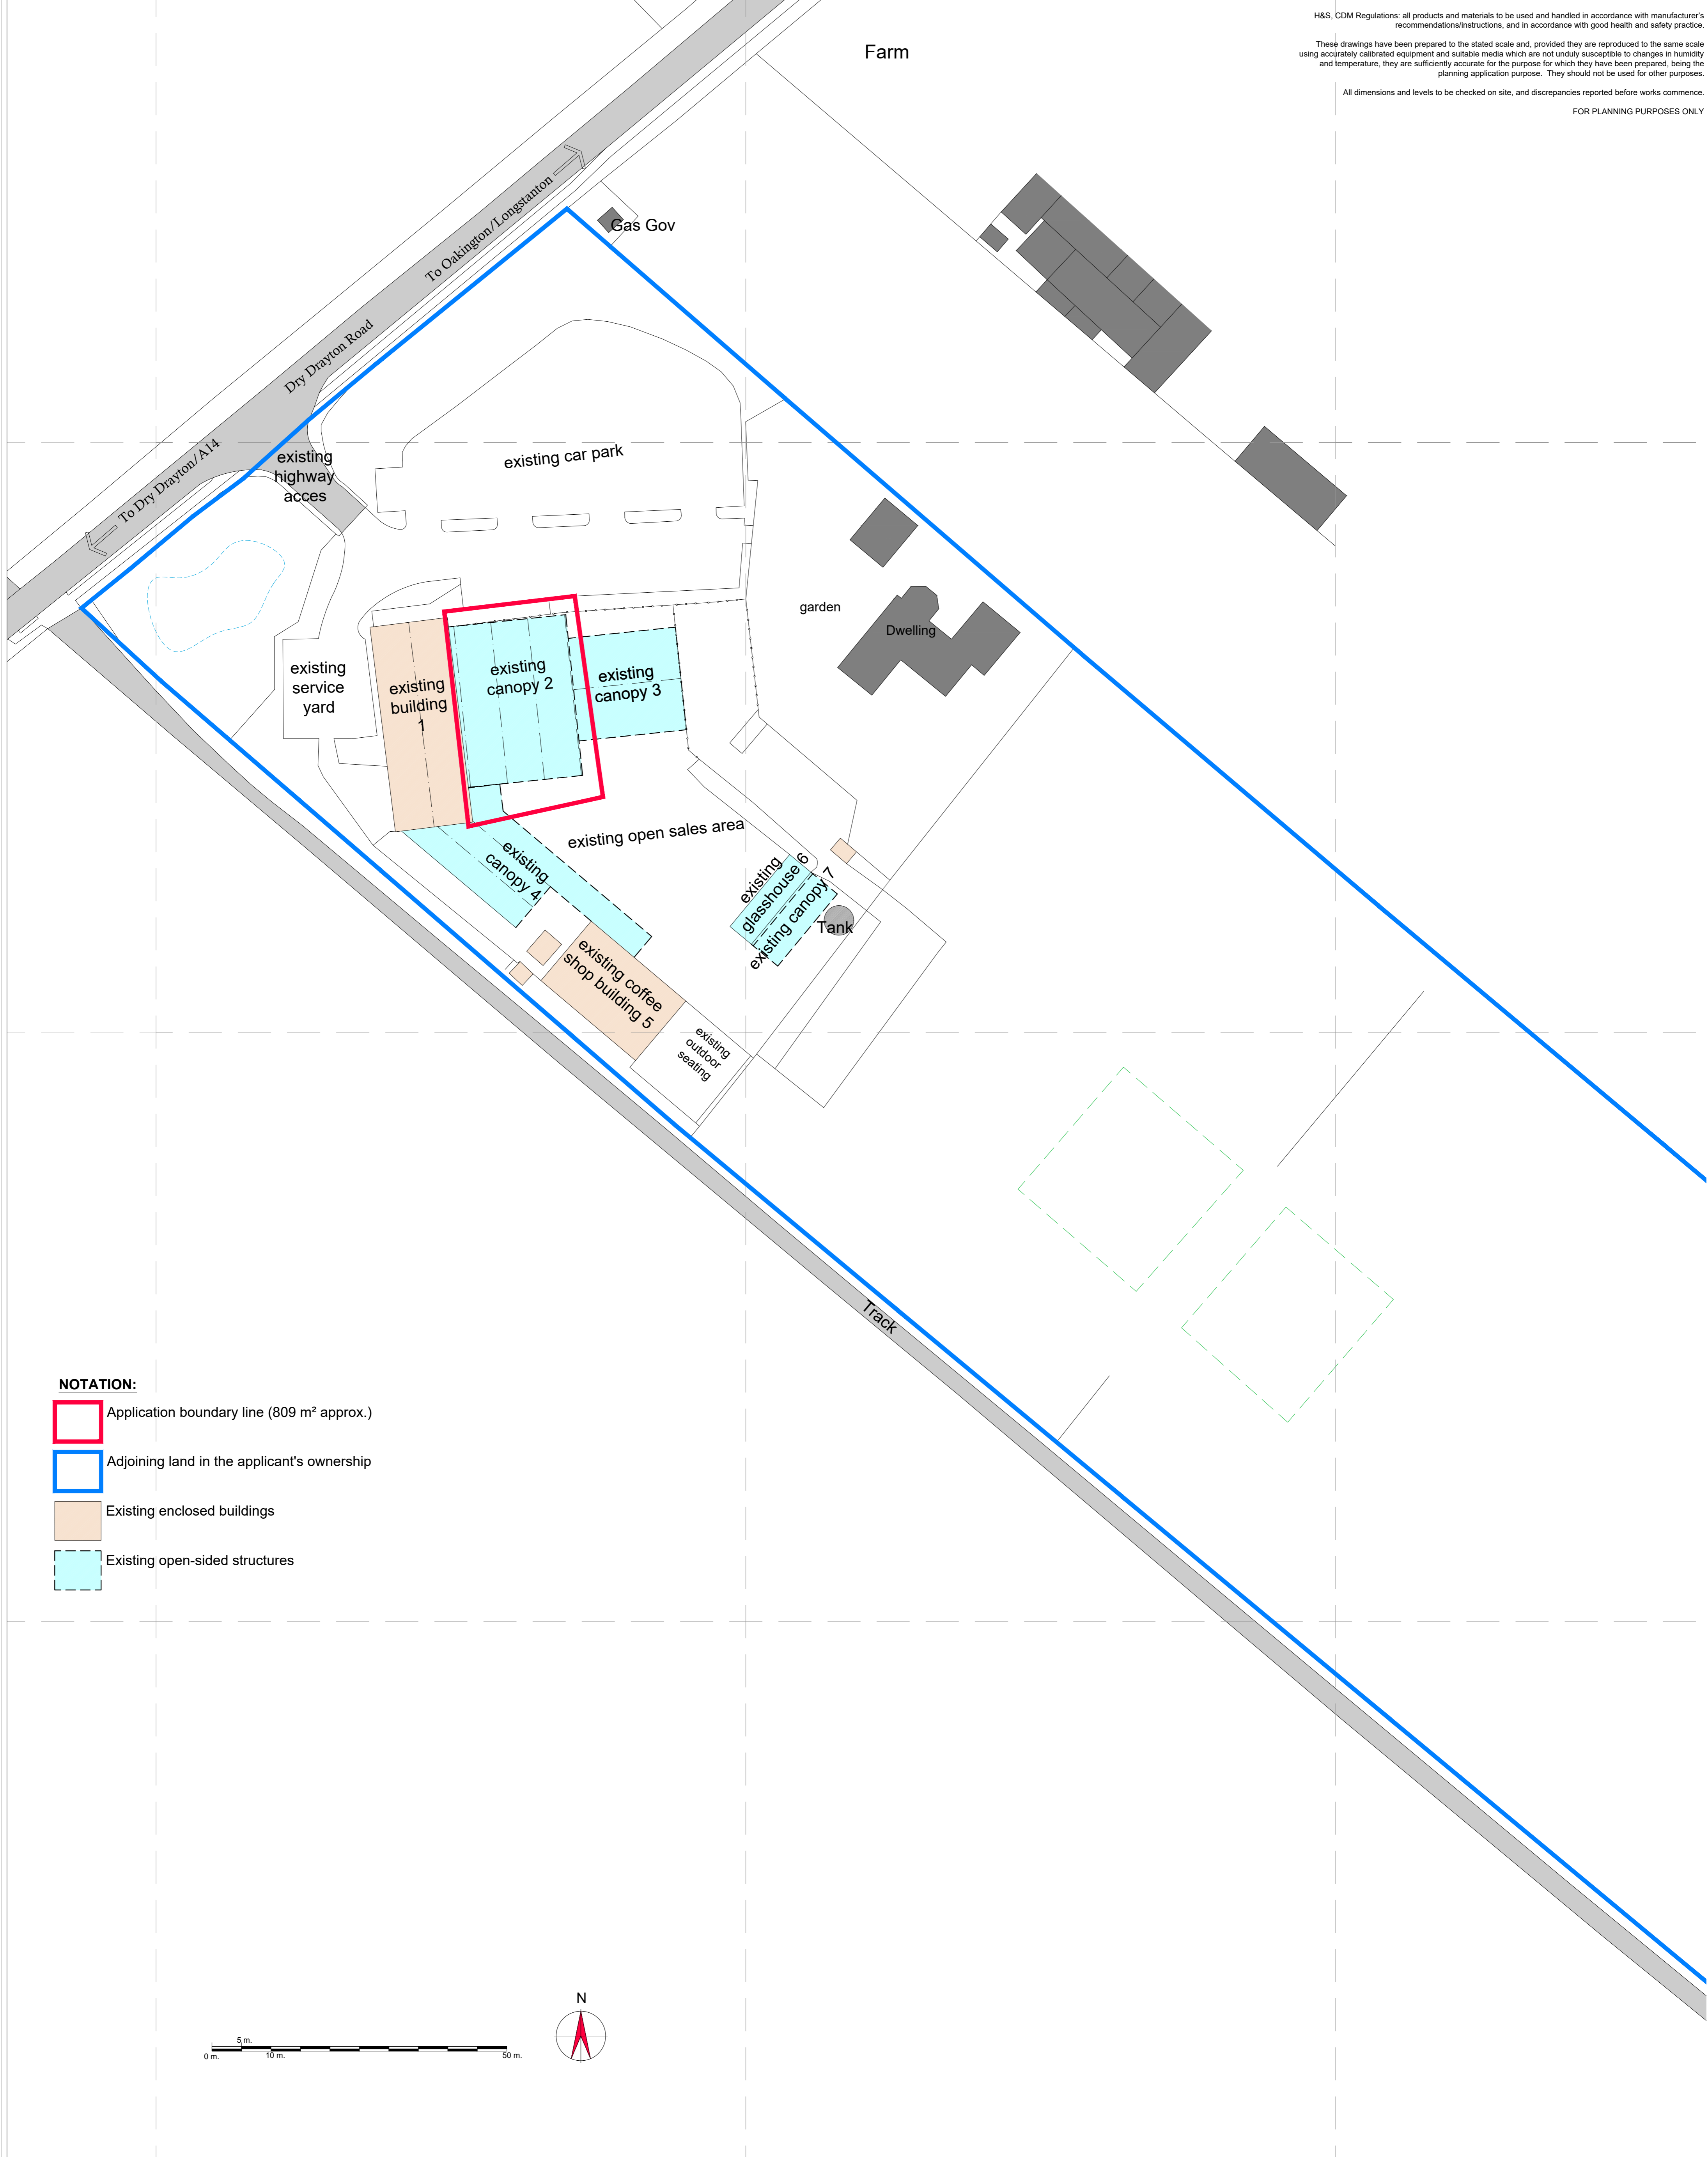 H&S, CDM Regulations: all products and materials to be used and handled in accordance with manufacturer's
recommendations/instructions, and in accordance with good health and safety practice.
These drawings have been prepared to the stated scale and, provided they are reproduced to the same scale
using accurately calibrated equipment and suitable media which are not unduly susceptible to changes in humidity
and temperature, they are sufficiently accurate for the purpose for which they have been prepared, being the
planning application purpose. They should not be used for other purposes.
All dimensions and levels to be checked on site, and discrepancies reported before works commence.
FOR PLANNING PURPOSES ONLY
Farm
Gas Gov
To Oakington/Longstanton
Dry Drayton Road
To Dry Drayton/A14
existing
highway
acces
existing car park
garden
Dwelling
existing
service
yard
existing
building
1
existing
canopy 2
existing
canopy 3
existing open sales area
existing
canopy 4
existing
glasshouse 6
existing canopy 7
Tank
existing coffee
shop building 5
existing
outdoor
seating
Track
NOTATION:
Application boundary line (809 m² approx.)
Adjoining land in the applicant's ownership
Existing enclosed buildings
Existing open-sided structures
N
5 m.
0 m.
10 m.
50 m.